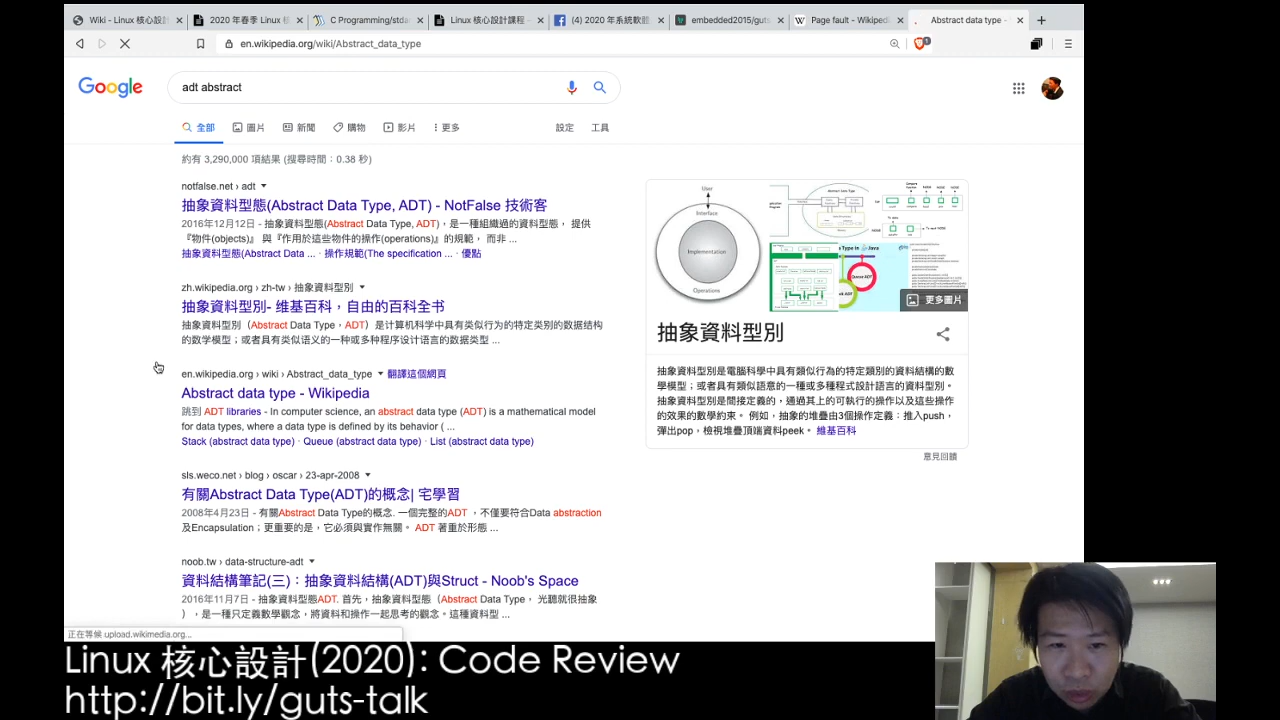 Wiki - Linux 核心設計
2020 年春季 Linux 核
C Programming/stdar
Linux 核心設計課程 -
(4) 2020 年系統軟體
embedded2015/guts
Page fault - Wikipedi
Abstract data type -
en.wikipedia.org/wiki/Abstract_data_type
Google
adt abstract
全部
圖片
新聞
購物
影片
更多
設定
工具
約有 3,290,000 項結果 (搜尋時間：0.38 秒)
notfalse.net › adt
抽象資料型態(Abstract Data Type, ADT) - NotFalse 技術客
2016年12月12日 - 抽象資料型態(Abstract Data Type, ADT)，是一種組織過的資料型態， 提供
『物件(objects)』 與『作用於這些物件的操作(operations)』的規範， 而非 ...
抽象資料型態(Abstract Data ... · 操作規範(The specification ... · 優點
zh.wikipedia.org › zh-tw › 抽象資料型別
抽象資料型別- 维基百科，自由的百科全书
抽象資料型別（Abstract Data Type，ADT）是计算机科学中具有类似行为的特定类别的数据结构
的数学模型；或者具有类似语义的一种或多种程序设计语言的数据类型 ...
en.wikipedia.org › wiki › Abstract_data_type
翻譯這個網頁
Abstract data type - Wikipedia
跳到 ADT libraries - In computer science, an abstract data type (ADT) is a mathematical model
for data types, where a data type is defined by its behavior ( ...
Stack (abstract data type) · Queue (abstract data type) · List (abstract data type)
sls.weco.net › blog › oscar › 23-apr-2008
有關Abstract Data Type(ADT)的概念| 宅學習
2008年4月23日 - 有關Abstract Data Type的概念. 一個完整的ADT ，不僅要符合Data abstraction
及Encapsulation；更重要的是，它必須與實作無關。 ADT 著重於形態 ...
noob.tw › data-structure-adt
資料結構筆記(三)：抽象資料結構(ADT)與Struct - Noob's Space
2016年11月7日 - 抽象資料型態ADT. 首先，抽象資料型態（Abstract Data Type， 光聽就很抽象
），是一種只定義數學觀念，將資料和操作一起思考的觀念。這種資料型 ...
User
Interface
Implementation
Operations
更多圖片
抽象資料型別
抽象資料型別是電腦科學中具有類似行為的特定類別的資料結構的數
學模型；或者具有類似語意的一種或多種程式設計語言的資料型別。
抽象資料型別是間接定義的，通過其上的可執行的操作以及這些操作
的效果的數學約束。 例如，抽象的堆疊由3個操作定義：推入push，
彈出pop，檢視堆疊頂端資料peek。 維基百科
意見回饋
正在等候 upload.wikimedia.org...
Linux 核心設計(2020): Code Review
http://bit.ly/guts-talk